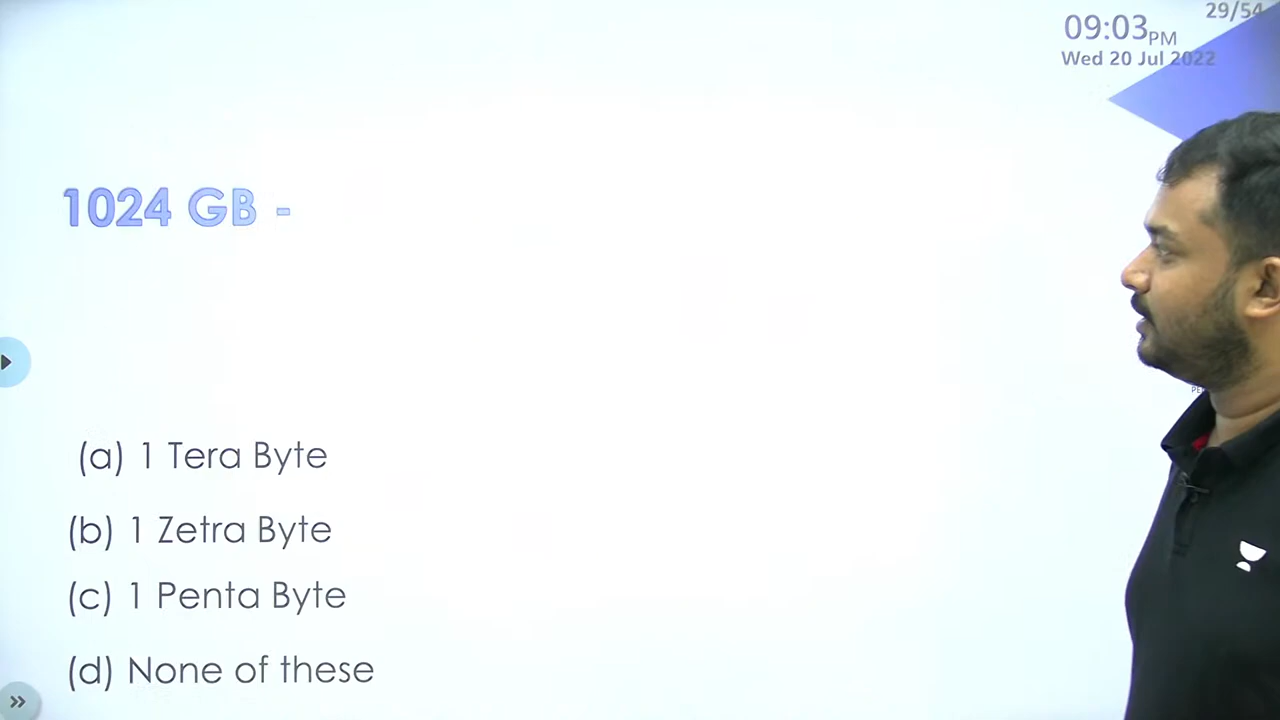 29/54
09:03PM
Wed 20 Jul 2022
1024 GB -
(a) 1 Tera Byte
(b) 1 Zetra Byte
(c) 1 Penta Byte
(d) None of these